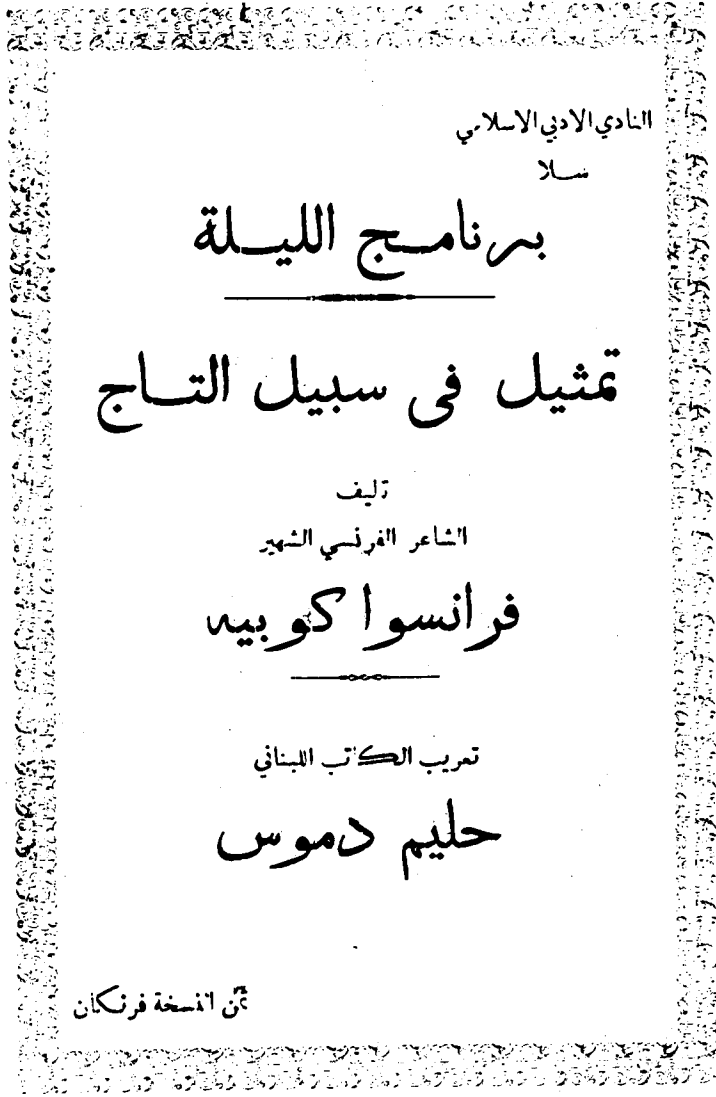 النادي الادبي الاسلامي
سلا
برنامج الليلة
تمثيل في سبيل التاج
تأليف
الشاعر الفرنسي الشهير
فرانسوا كوبيه
تعريب الكاتب اللبناني
حليم دموس
ثمن النسخة فرنكان